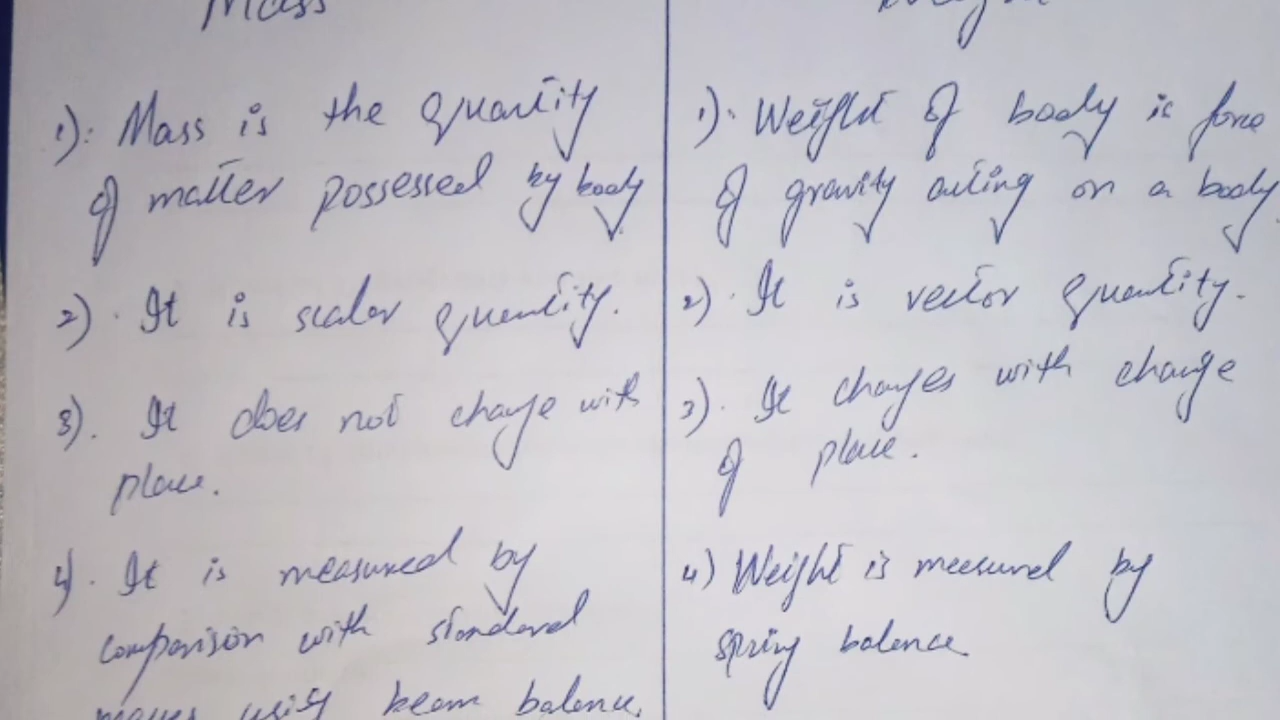 Mass
1): Mass is the quantity
of matter possessed by body
2). It is scalar quantity.
3). It does not change with
place.
4). It is measured by
comparison with standard
masses using beam balance.
Weight
1). Weight of body is force
of gravity acting on a body.
2). It is vector quantity.
3). It changes with change
of place.
4) Weight is measured by
spring balance